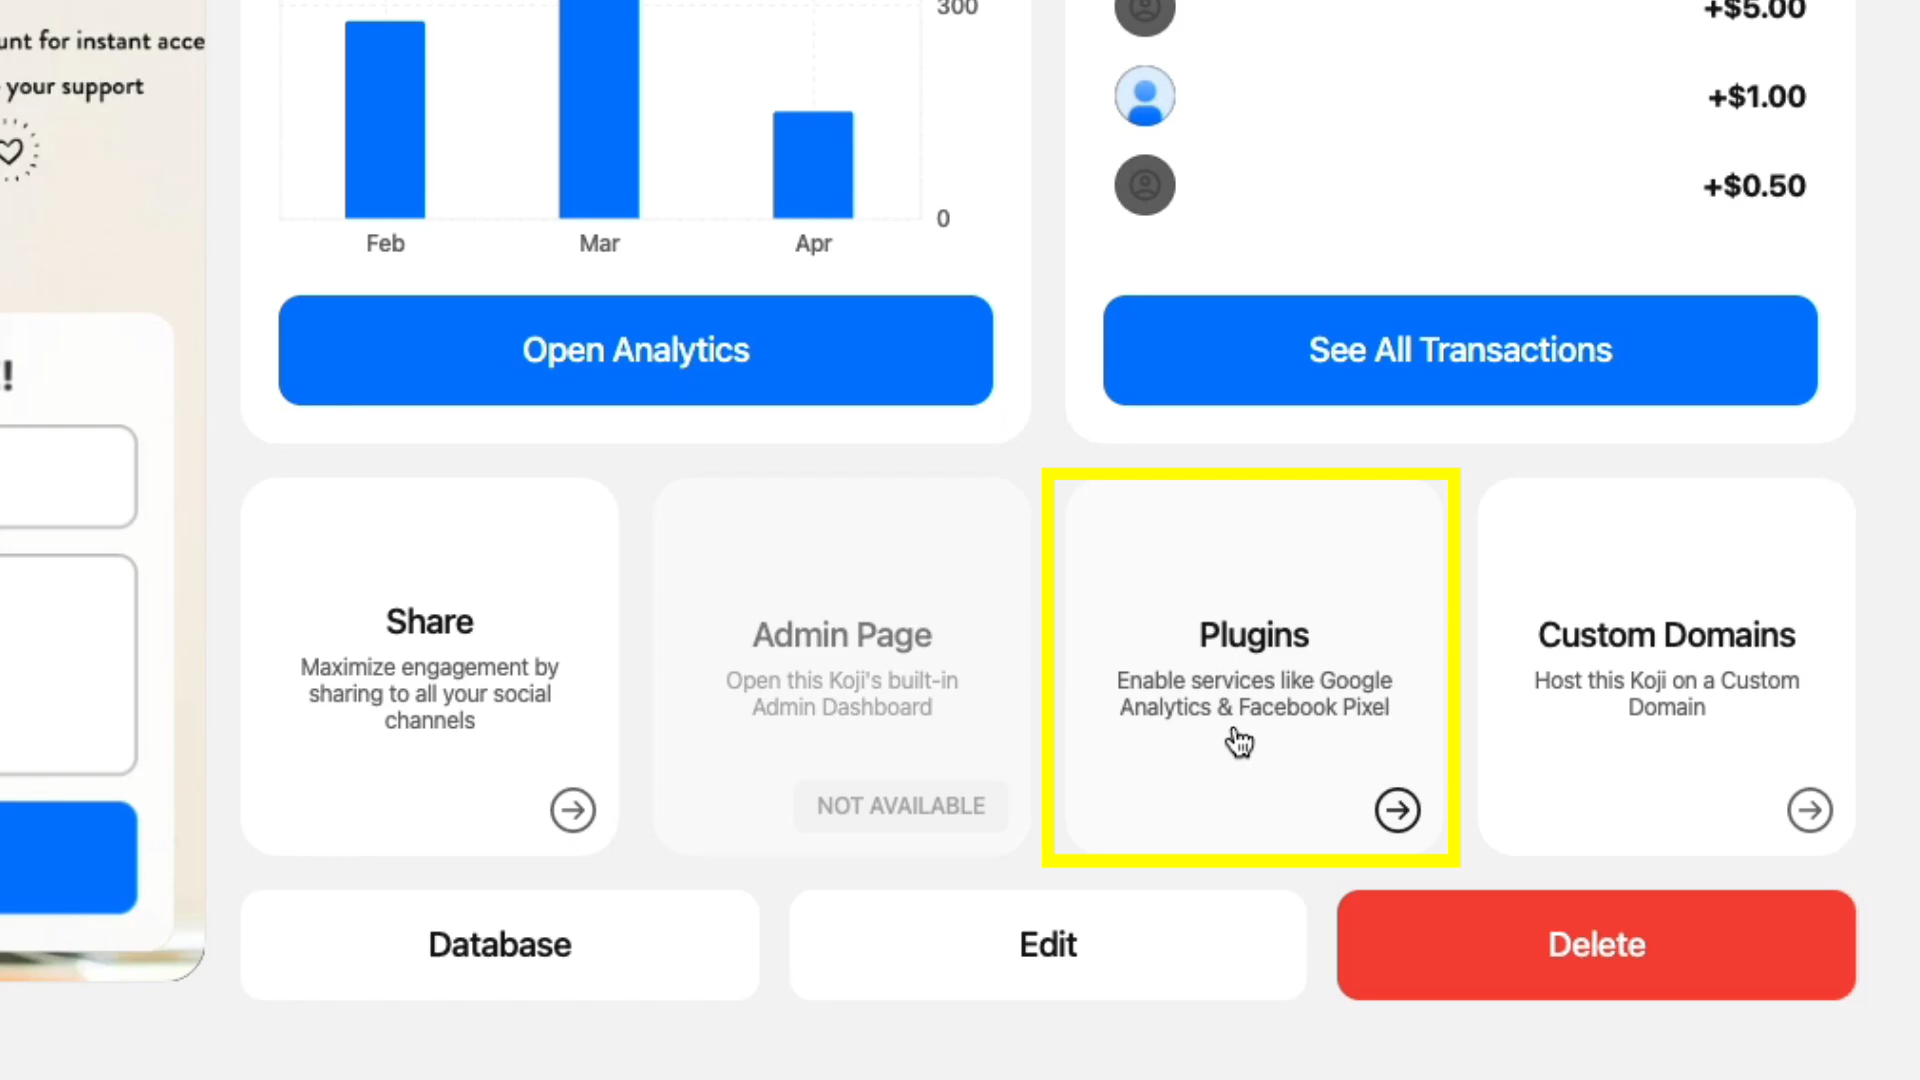 unt for instant acce
your support
!
300
0
Feb
Mar
Apr
Open Analytics
+$5.00
+$1.00
+$0.50
See All Transactions
Share
Maximize engagement by
sharing to all your social
channels
Admin Page
Open this Koji's built-in
Admin Dashboard
NOT AVAILABLE
Plugins
Enable services like Google
Analytics & Facebook Pixel
Custom Domains
Host this Koji on a Custom
Domain
Database
Edit
Delete